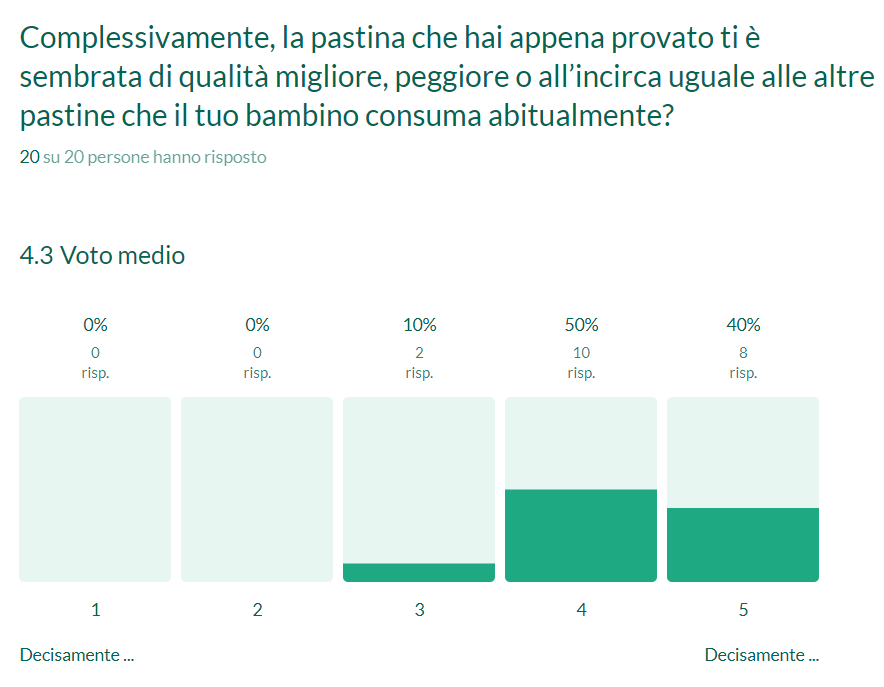 Complessivamente, la pastina che hai appena provato ti è
sembrata di qualità migliore, peggiore o all’incirca uguale alle altre
pastine che il tuo bambino consuma abitualmente?
20 su 20 persone hanno risposto
4.3 Voto medio
0% 0% 10% 50% 40%
0 0 2 10 8
risp. risp. risp. risp. risp.
1 2 3 4 5
Decisamente ... Decisamente ...